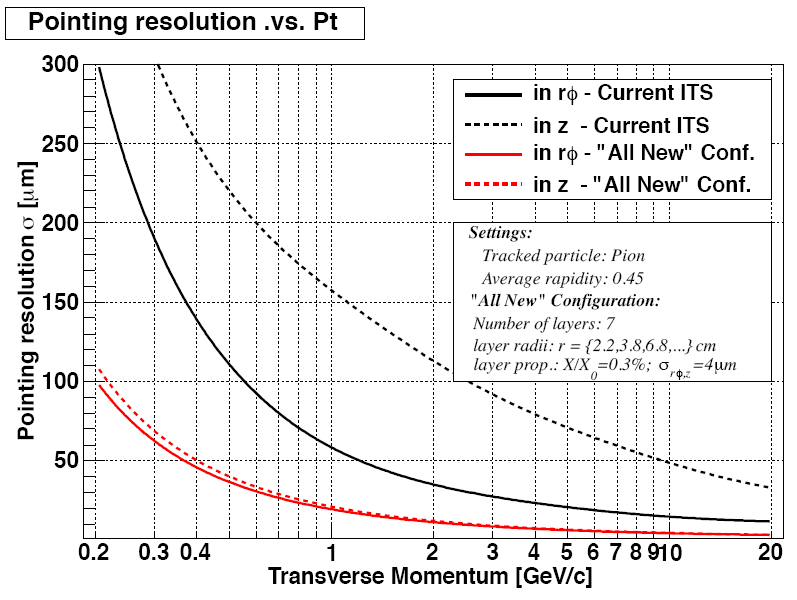 Pointing resolution .vs. Pt
Pointing resolution σ [μm]
300
250
200
150
100
50
in rϕ - Current ITS
in z - Current ITS
in rϕ - "All New" Conf.
in z - "All New" Conf.
Settings:
Tracked particle: Pion
Average rapidity: 0.45
"All New" Configuration:
Number of layers: 7
layer radii: r = {2.2,3.8,6.8,...} cm
layer prop.: X/X0=0.3%; σrϕ,z=4μm
0.2 0.3 0.4 1 2 3 4 5 6 7 8 9 10 20
Transverse Momentum [GeV/c]